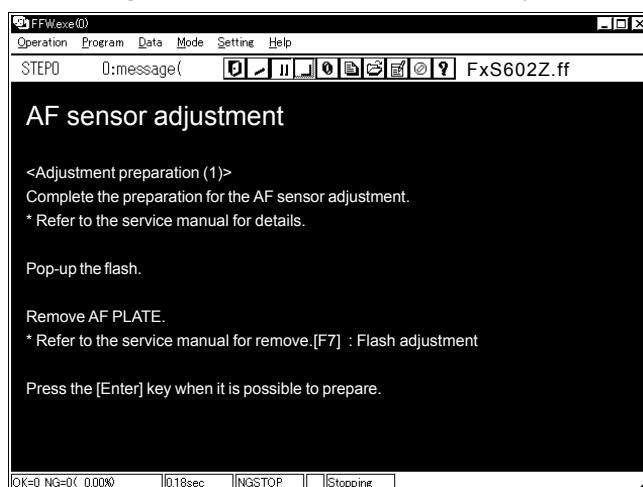 FFW.exe(0)
Operation Program Data Mode Setting Help
STEP0 0:message( FxS602Z.ff
AF sensor adjustment
<Adjustment preparation (1)>
Complete the preparation for the AF sensor adjustment.
* Refer to the service manual for details.
Pop-up the flash.
Remove AF PLATE.
* Refer to the service manual for remove.[F7] : Flash adjustment
Press the [Enter] key when it is possible to prepare.
OK=0 NG=0( 0.00%) 0.18sec NGSTOP Stopping